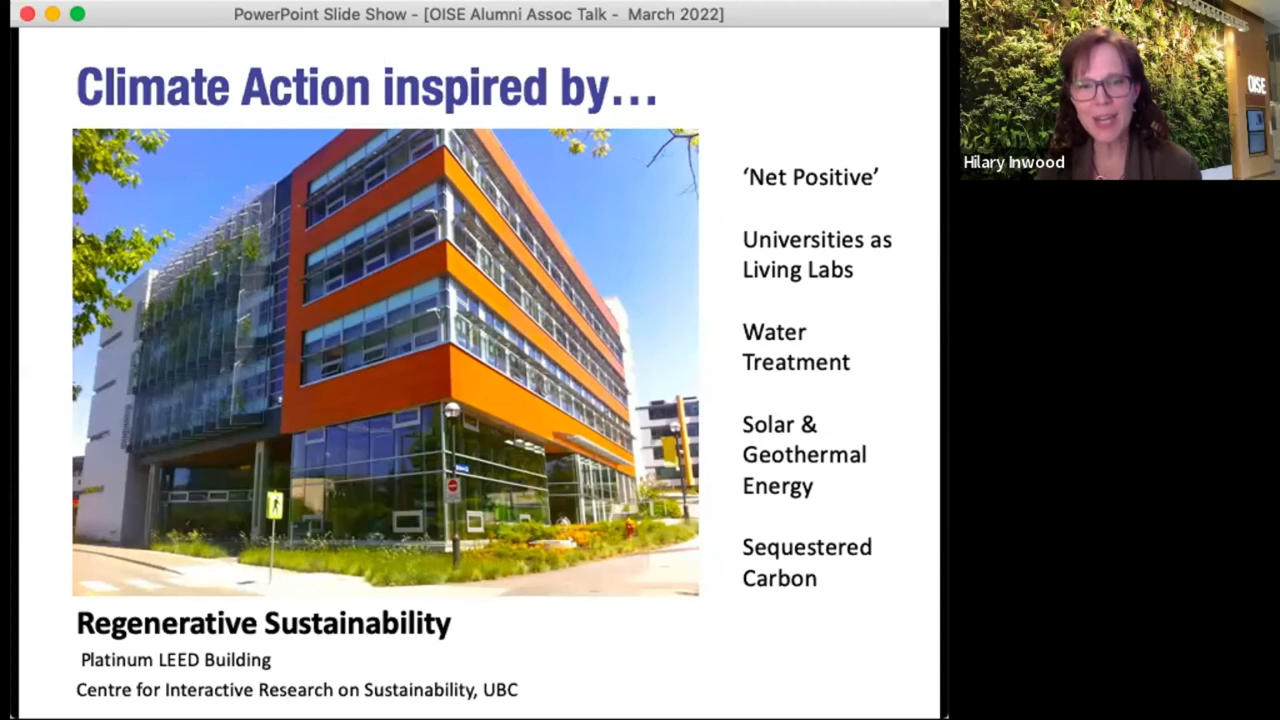 PowerPoint Slide Show - [OISE Alumni Assoc Talk -  March 2022]
Climate Action inspired by…
‘Net Positive’
Universities as
Living Labs
Water
Treatment
Solar &
Geothermal
Energy
Sequestered
Carbon
Regenerative Sustainability
Platinum LEED Building
Centre for Interactive Research on Sustainability, UBC
OISE
Hilary Inwood